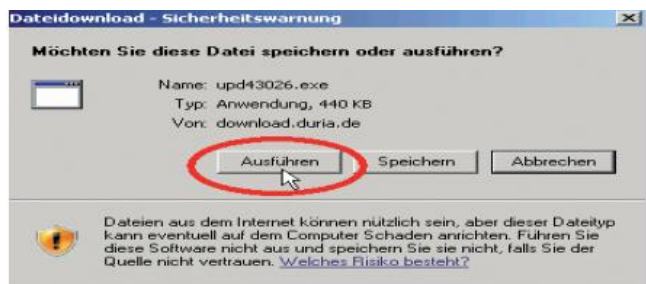 Dateidownload - Sicherheitswarnung
Möchten Sie diese Datei speichern oder ausführen?
Name: upd43026.exe
Typ: Anwendung, 440 KB
Von: download.duria.de
Ausführen Speichern Abbrechen
Dateien aus dem Internet können nützlich sein, aber dieser Dateityp
kann eventuell auf dem Computer Schaden anrichten. Führen Sie
diese Software nicht aus und speichern Sie sie nicht, falls Sie der
Quelle nicht vertrauen. Welches Risiko besteht?